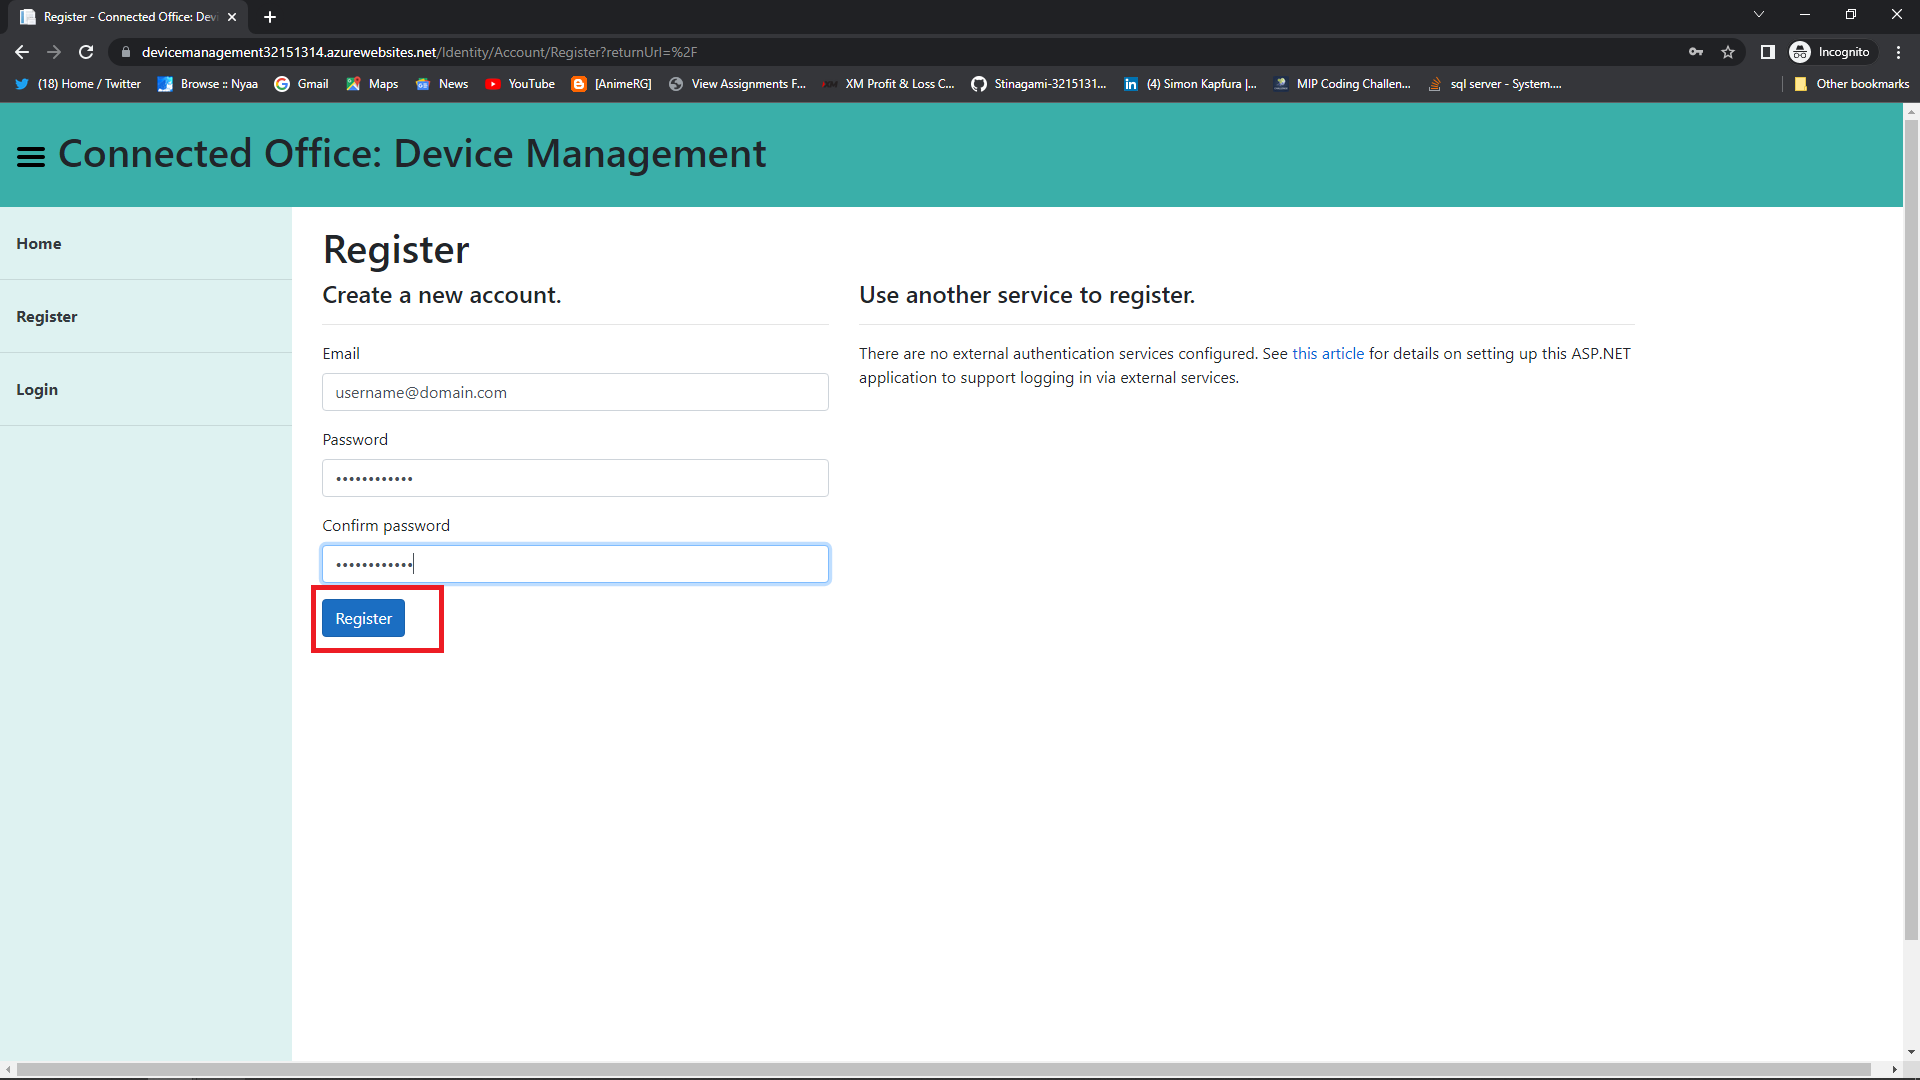 Register - Connected Office: Dev
devicemanagement32151314.azurewebsites.net/Identity/Account/Register?returnUrl=%2F
Incognito
(18) Home / Twitter
Browse :: Nyaa
Gmail
Maps
News
YouTube
[AnimeRG]
View Assignments F...
XM Profit & Loss C...
Stinagami-3215131...
(4) Simon Kapfura |...
MIP Coding Challen...
sql server - System....
Other bookmarks
Connected Office: Device Management
Home
Register
Login
Register
Create a new account.
Email
username@domain.com
Password
••••••••••••
Confirm password
••••••••••••
Register
Use another service to register.
There are no external authentication services configured. See this article for details on setting up this ASP.NET
application to support logging in via external services.